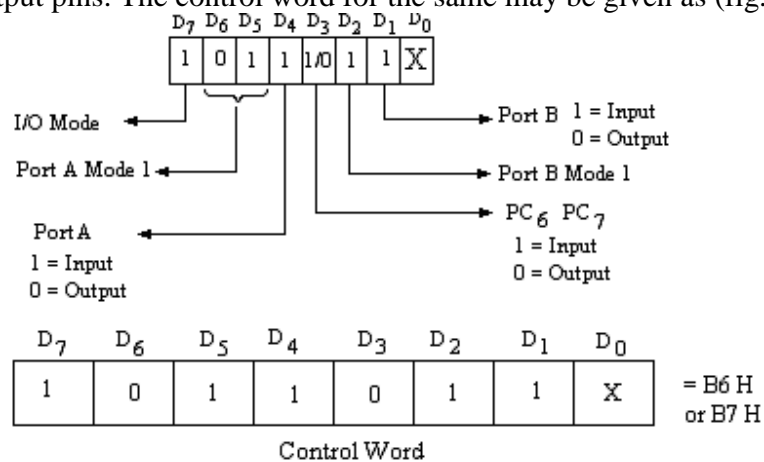 utput pins. The control word for the same may be given as (fig.
D7 D6 D5 D4 D3 D2 D1 D0
1 0 1 1 1/0 1 1 X
I/O Mode
Port B 1 = Input
0 = Output
Port A Mode 1
Port B Mode 1
Port A
1 = Input
0 = Output
PC6 PC7
1 = Input
0 = Output
D7 D6 D5 D4 D3 D2 D1 D0
1 0 1 1 0 1 1 X
= B6 H
or B7 H
Control Word